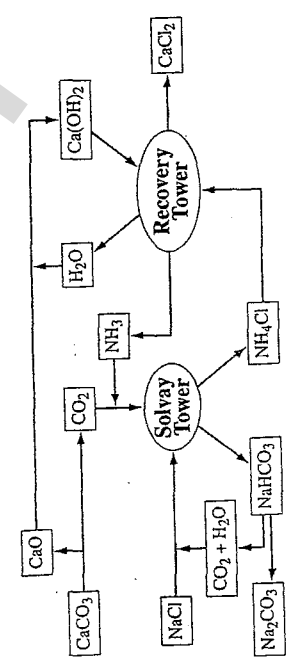 CaCO3
CaO
CO2
NH3
H2O
Ca(OH)2
NaCl
Solvay
Tower
Recovery
Tower
CaCl2
CO2 + H2O
Na2CO3
NaHCO3
NH4Cl